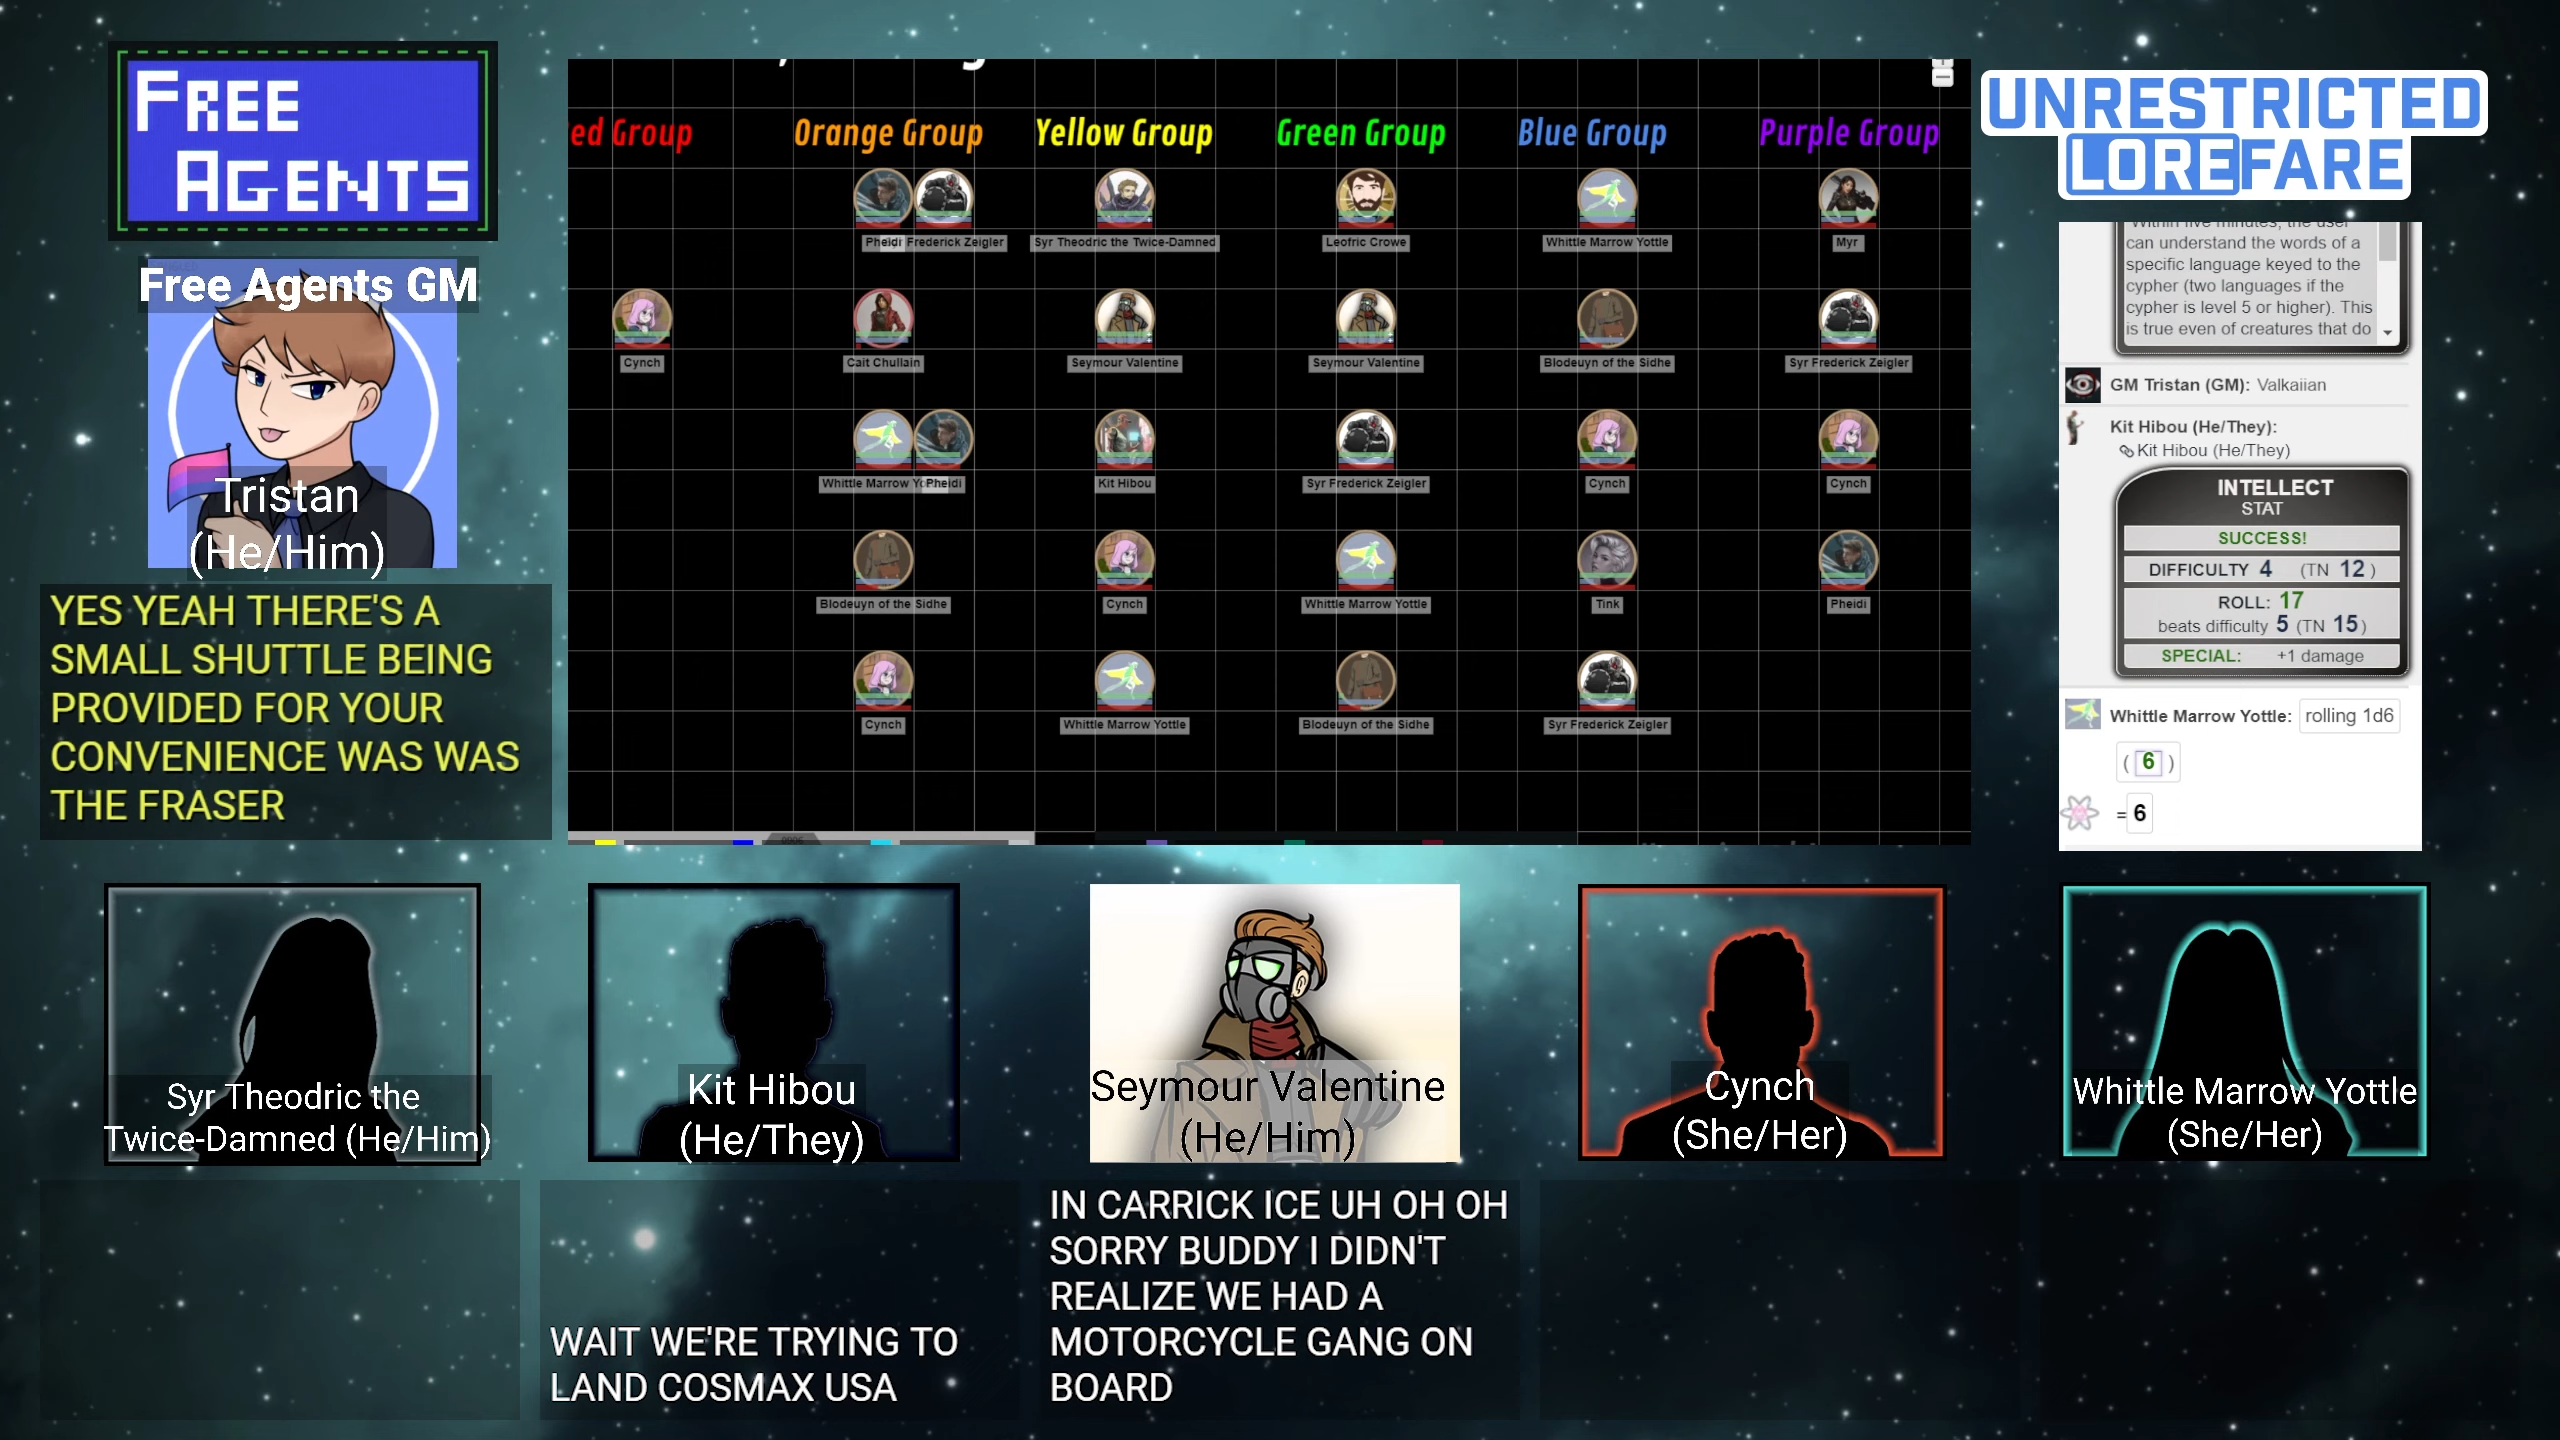 FREE
AGENTS
Free Agents GM
Tristan
(He/Him)
YES YEAH THERE'S A
SMALL SHUTTLE BEING
PROVIDED FOR YOUR
CONVENIENCE WAS WAS
THE FRASER
ed Group
Orange Group
Yellow Group
Green Group
Blue Group
Purple Group
Pheidi
Frederick Zeigler
Syr Theodric the Twice-Damned
Leofric Crowe
Whittle Marrow Yottle
Myr
Cynch
Cait Chullain
Seymour Valentine
Seymour Valentine
Blodeuyn of the Sidhe
Syr Frederick Zeigler
Whittle Marrow Yo
Pheidi
Kit Hibou
Syr Frederick Zeigler
Cynch
Cynch
Blodeuyn of the Sidhe
Cynch
Whittle Marrow Yottle
Tink
Pheidi
Cynch
Whittle Marrow Yottle
Blodeuyn of the Sidhe
Syr Frederick Zeigler
UNRESTRICTED
LOREFARE
Within five minutes, the user
can understand the words of a
specific language keyed to the
cypher (two languages if the
cypher is level 5 or higher). This
is true even of creatures that do
GM Tristan (GM): Valkaiian
Kit Hibou (He/They):
Kit Hibou (He/They)
INTELLECT
STAT
SUCCESS!
DIFFICULTY 4 (TN 12 )
ROLL: 17
beats difficulty 5 (TN 15)
SPECIAL: +1 damage
Whittle Marrow Yottle: rolling 1d6
( 6 )
= 6
Syr Theodric the
Twice-Damned (He/Him)
Kit Hibou
(He/They)
Seymour Valentine
(He/Him)
Cynch
(She/Her)
Whittle Marrow Yottle
(She/Her)
WAIT WE'RE TRYING TO
LAND COSMAX USA
IN CARRICK ICE UH OH OH
SORRY BUDDY I DIDN'T
REALIZE WE HAD A
MOTORCYCLE GANG ON
BOARD